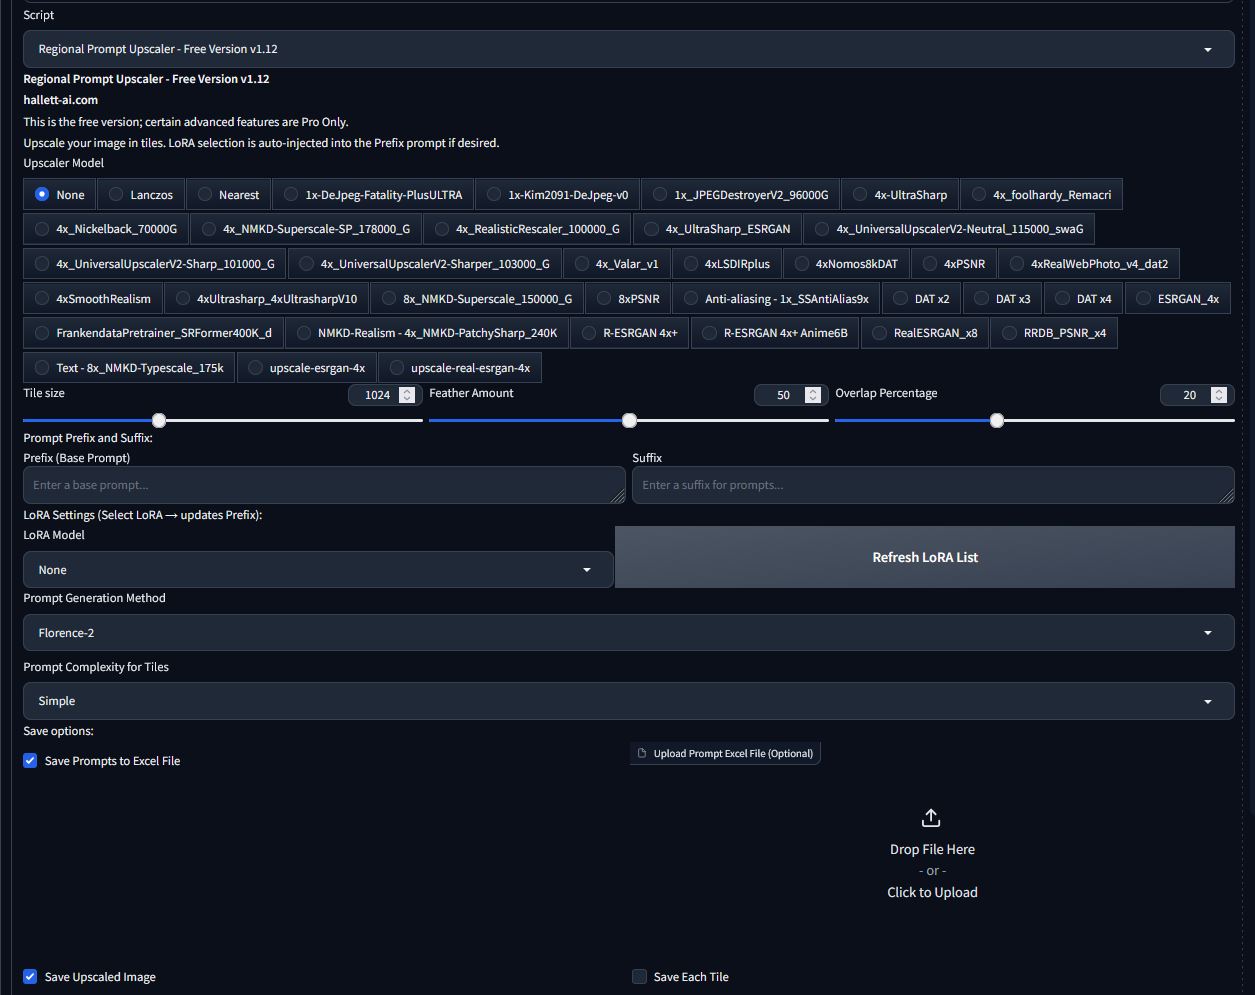 Script
Regional Prompt Upscaler - Free Version v1.12
Regional Prompt Upscaler - Free Version v1.12
hallett-ai.com
This is the free version; certain advanced features are Pro Only.
Upscale your image in tiles. LoRA selection is auto-injected into the Prefix prompt if desired.
Upscaler Model
None Lanczos Nearest 1x-DeJpeg-Fatality-PlusULTRA 1x-Kim2091-DeJpeg-v0 1x_JPEGDestroyerV2_96000G 4x-UltraSharp 4x_foolhardy_Remacri
4x_Nickelback_70000G 4x_NMKD-Superscale-SP_178000_G 4x_RealisticRescaler_100000_G 4x_UltraSharp_ESRGAN 4x_UniversalUpscalerV2-Neutral_115000_swaG
4x_UniversalUpscalerV2-Sharp_101000_G 4x_UniversalUpscalerV2-Sharper_103000_G 4x_Valar_v1 4xLSDIRplus 4xNomos8kDAT 4xPSNR 4xRealWebPhoto_v4_dat2
4xSmoothRealism 4xUltrasharp_4xUltrasharpV10 8x_NMKD-Superscale_150000_G 8xPSNR Anti-aliasing - 1x_SSAntiAlias9x DAT x2 DAT x3 DAT x4 ESRGAN_4x
FrankendataPretrainer_SRFormer400K_d NMKD-Realism - 4x_NMKD-PatchySharp_240K R-ESRGAN 4x+ R-ESRGAN 4x+ Anime6B RealESRGAN_x8 RRDB_PSNR_x4
Text - 8x_NMKD-Typescale_175k upscale-esrgan-4x upscale-real-esrgan-4x
Tile size 1024 Feather Amount 50 Overlap Percentage 20
Prompt Prefix and Suffix:
Prefix (Base Prompt) Suffix
Enter a base prompt... Enter a suffix for prompts...
LoRA Settings (Select LoRA → updates Prefix):
LoRA Model
None Refresh LoRA List
Prompt Generation Method
Florence-2
Prompt Complexity for Tiles
Simple
Save options:
Save Prompts to Excel File Upload Prompt Excel File (Optional)
Drop File Here
- or -
Click to Upload
Save Upscaled Image Save Each Tile